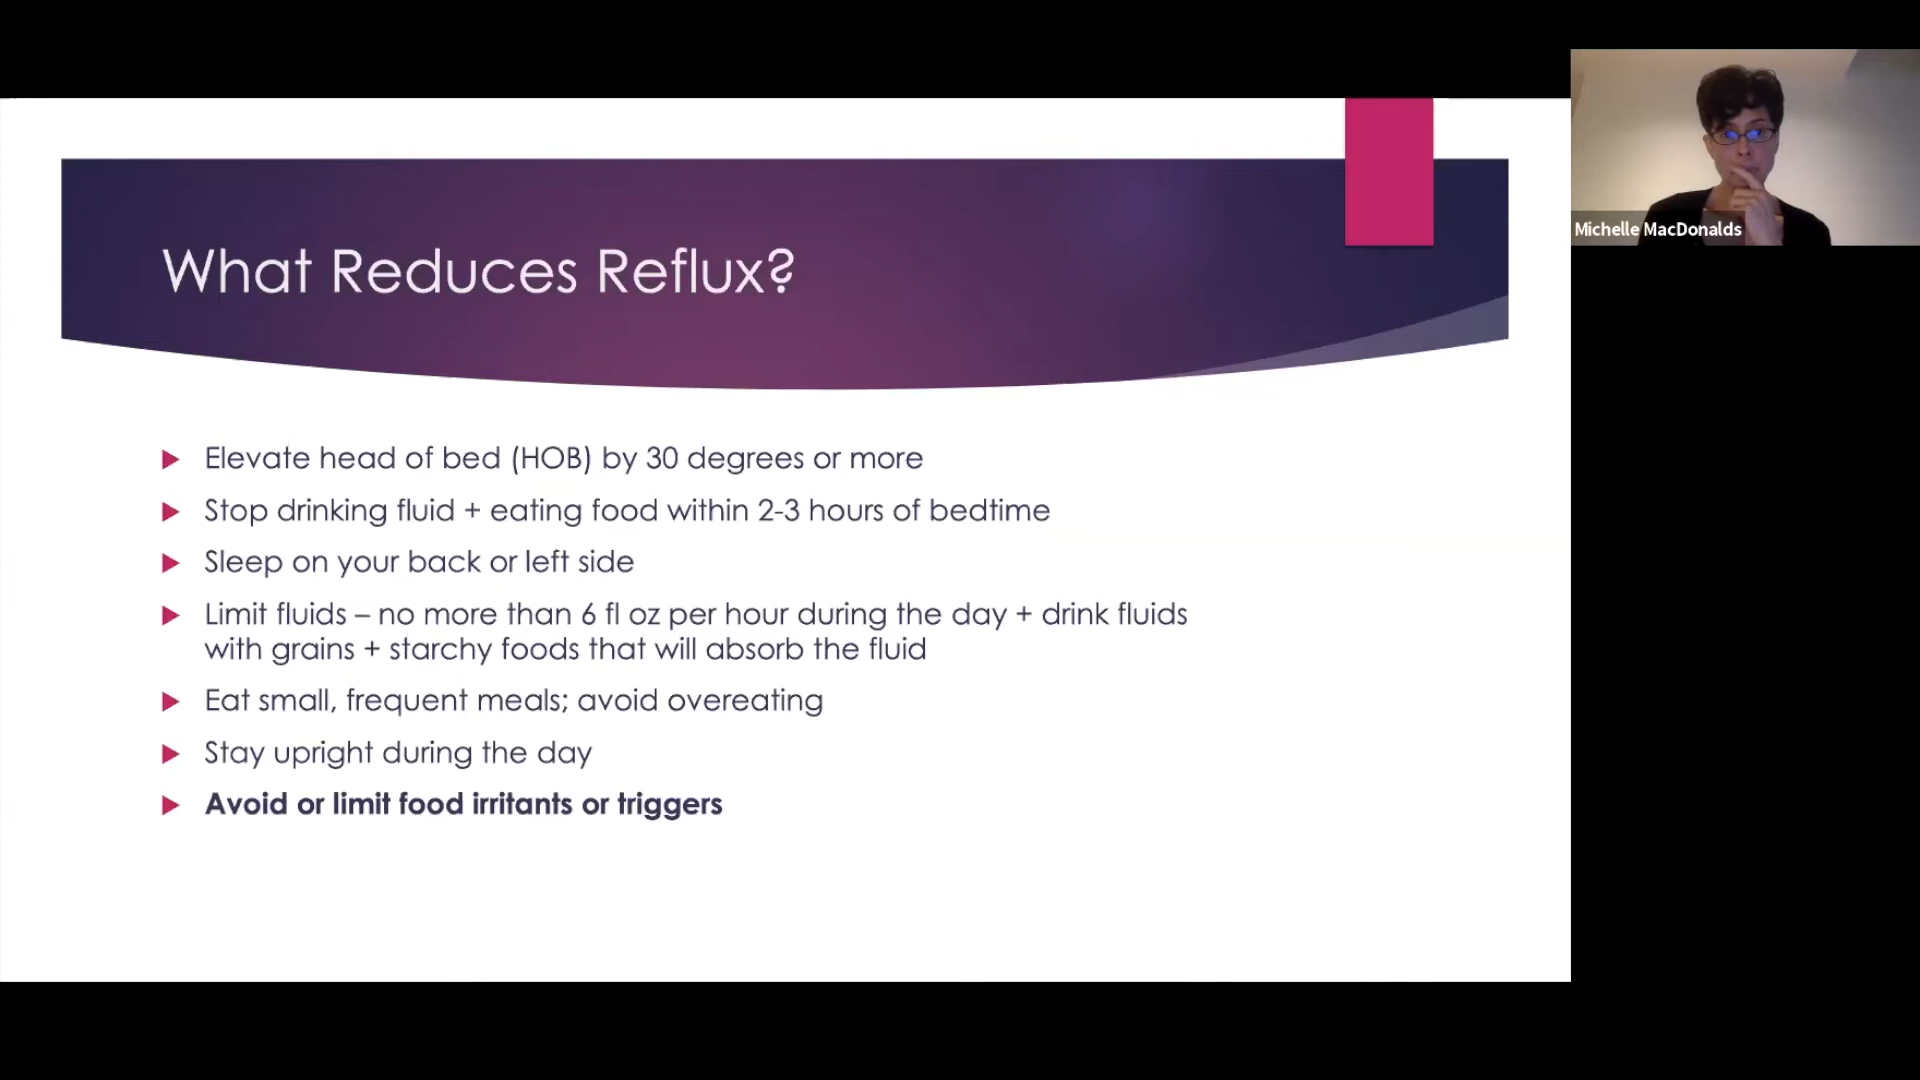 What Reduces Reflux?
Michelle MacDonalds
Elevate head of bed (HOB) by 30 degrees or more
Stop drinking fluid + eating food within 2-3 hours of bedtime
Sleep on your back or left side
Limit fluids – no more than 6 fl oz per hour during the day + drink fluids
with grains + starchy foods that will absorb the fluid
Eat small, frequent meals; avoid overeating
Stay upright during the day
Avoid or limit food irritants or triggers